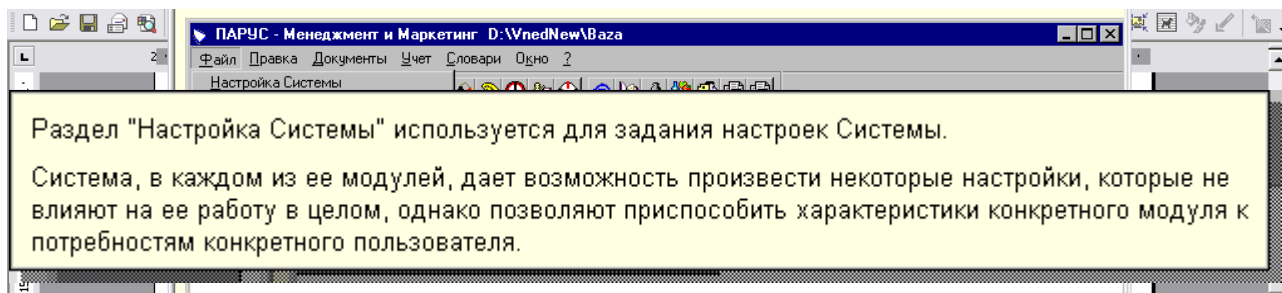 ПАРУС - Менеджмент и Маркетинг D:\VnedNew\Baza
Файл Правка Документы Учет Словари Окно ?
Настройка Системы
Раздел "Настройка Системы" используется для задания настроек Системы.
Система, в каждом из ее модулей, дает возможность произвести некоторые настройки, которые не
влияют на ее работу в целом, однако позволяют приспособить характеристики конкретного модуля к
потребностям конкретного пользователя.